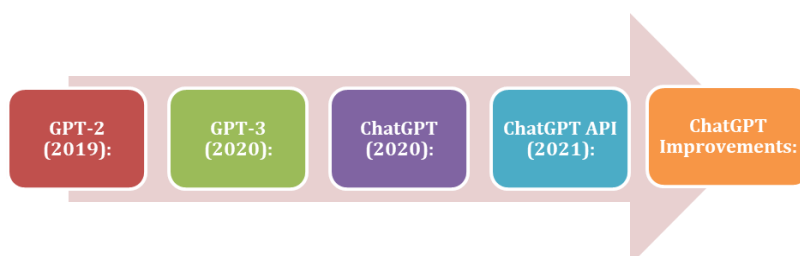 GPT-2
(2019):
GPT-3
(2020):
ChatGPT
(2020):
ChatGPT API
(2021):
ChatGPT
Improvements: